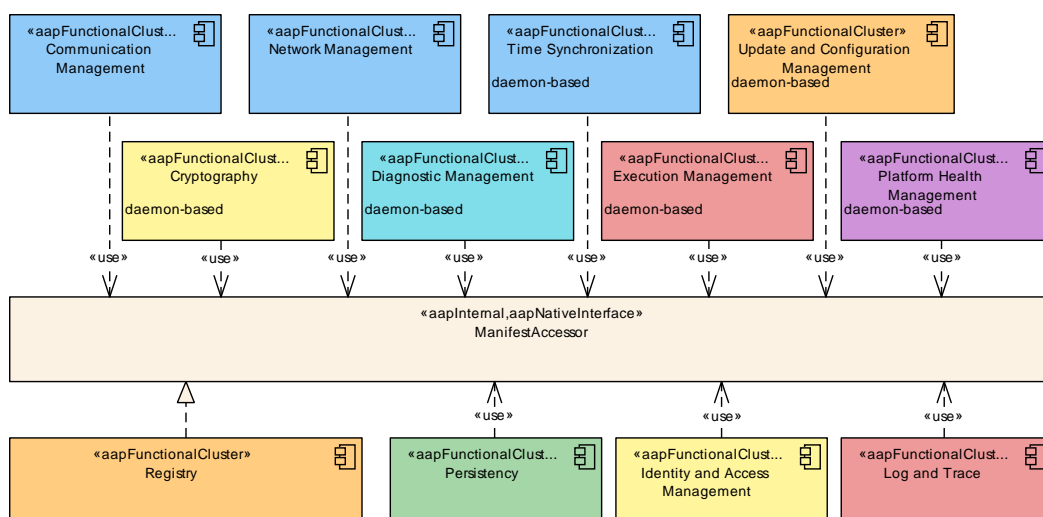 «aapFunctionalClust...
Communication
Management
«aapFunctionalClust...
Network Management
«aapFunctionalClust...
Time Synchronization
daemon-based
«aapFunctionalCluster»
Update and Configuration
Management
daemon-based
«aapFunctionalClust...
Cryptography
daemon-based
«aapFunctionalClust...
Diagnostic Management
daemon-based
«aapFunctionalClust...
Execution Management
daemon-based
«aapFunctionalClust...
Platform Health
Management
daemon-based
«use»
«use»
«use»
«use»
«use»
«use»
«use»
«use»
«aapInternal,aapNativeInterface»
ManifestAccessor
«use»
«use»
«use»
«aapFunctionalCluster»
Registry
«aapFunctionalClust...
Persistency
«aapFunctionalClust...
Identity and Access
Management
«aapFunctionalClust...
Log and Trace